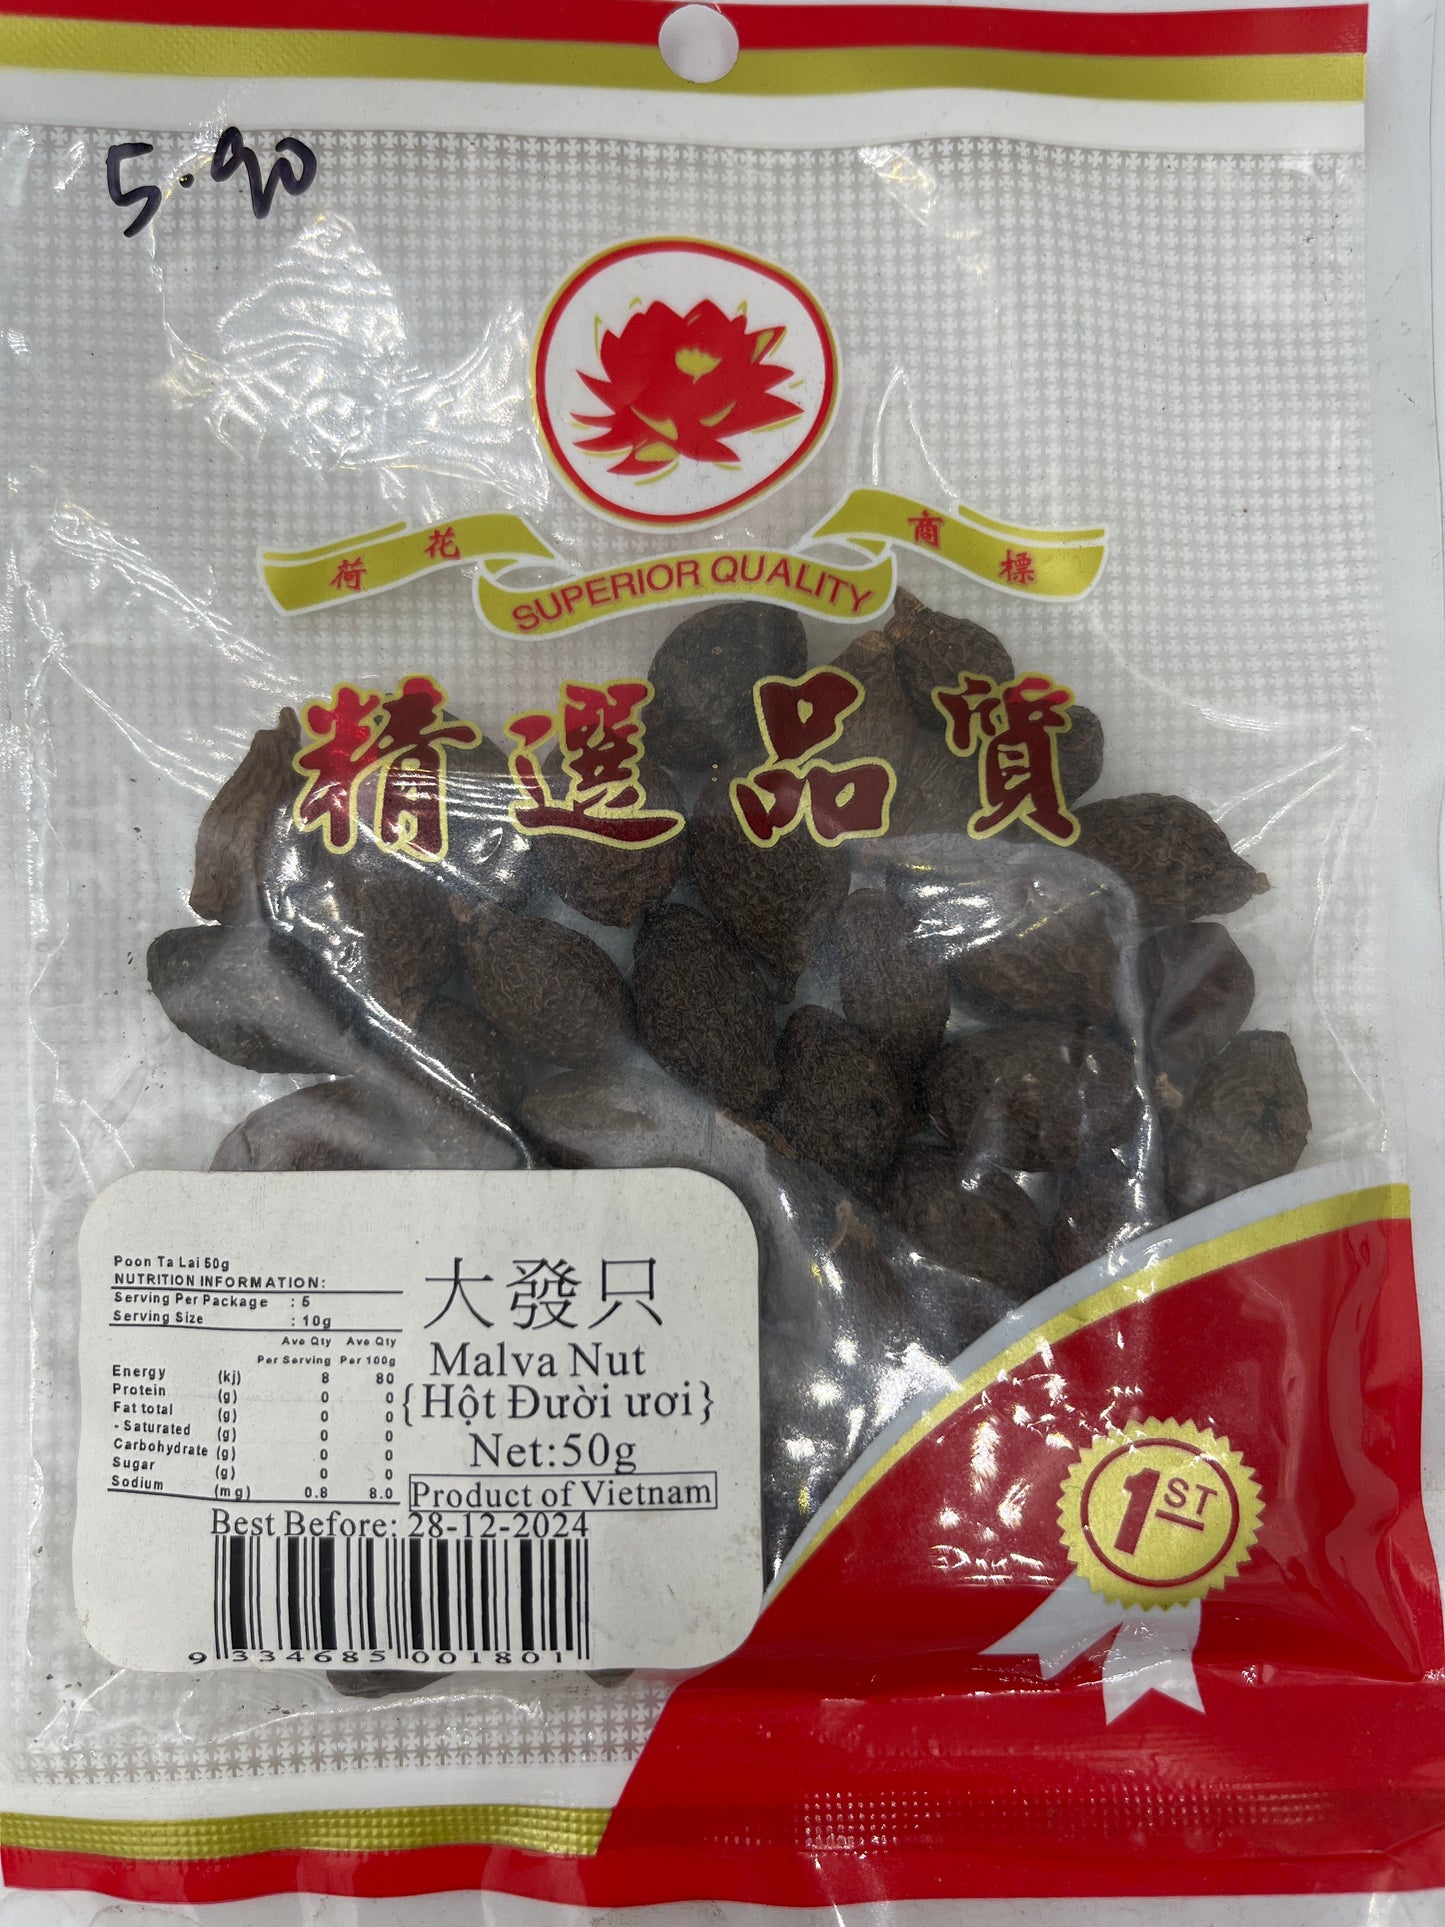 5.90
荷花商標
SUPERIOR QUALITY
精選品質
Poon Ta Lai 50g
NUTRITION INFORMATION:
Serving Per Package : 5
Serving Size : 10g
Ave Qty Ave Qty
Per Serving Per 100g
Energy (kj) 8 80
Protein (g) 0 0
Fat total (g) 0 0
- Saturated (g) 0 0
Carbohydrate (g) 0 0
Sugar (g) 0 0
Sodium (mg) 0.8 8.0
大發只
Malva Nut
{Hột Đười ươi}
Net:50g
Product of Vietnam
Best Before: 28-12-2024
9 334685 001801
1ST